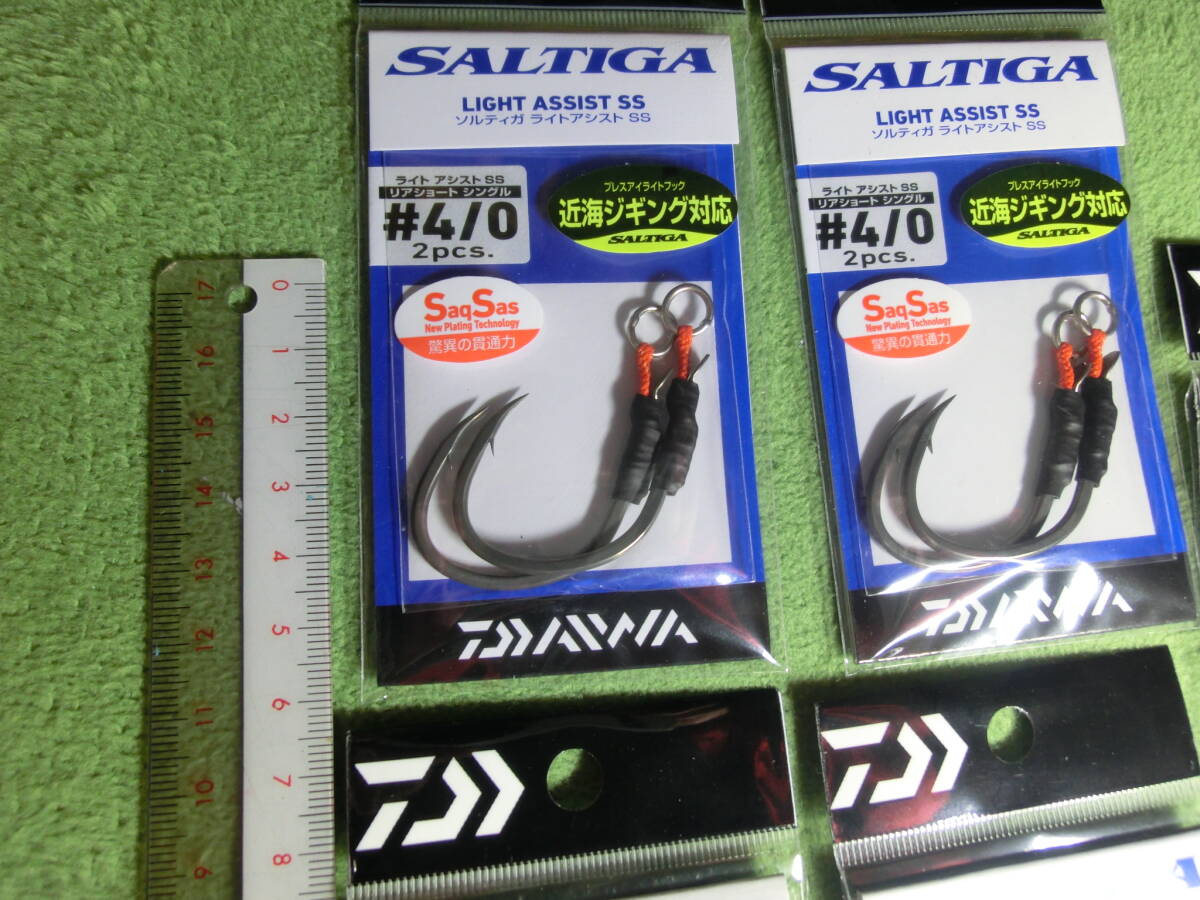 SALTIGA
LIGHT ASSIST SS
ソルティガ ライトアシスト SS
ライト アシスト SS
リアショート シングル
#4/0
2pcs.
プレスアイライトフック
近海ジギング対応
SALTIGA
SaqSas
New Plating Technology
驚異の貫通力
DAIWA
SALTIGA
LIGHT ASSIST SS
ソルティガ ライトアシスト SS
ライト アシスト SS
リアショート シングル
#4/0
2pcs.
プレスアイライトフック
近海ジギング対応
SALTIGA
SaqSas
New Plating Technology
驚異の貫通力
DAIWA
17 16 15 14 13 12 11 10 9
0 1 2 3 4 5 6 7 8